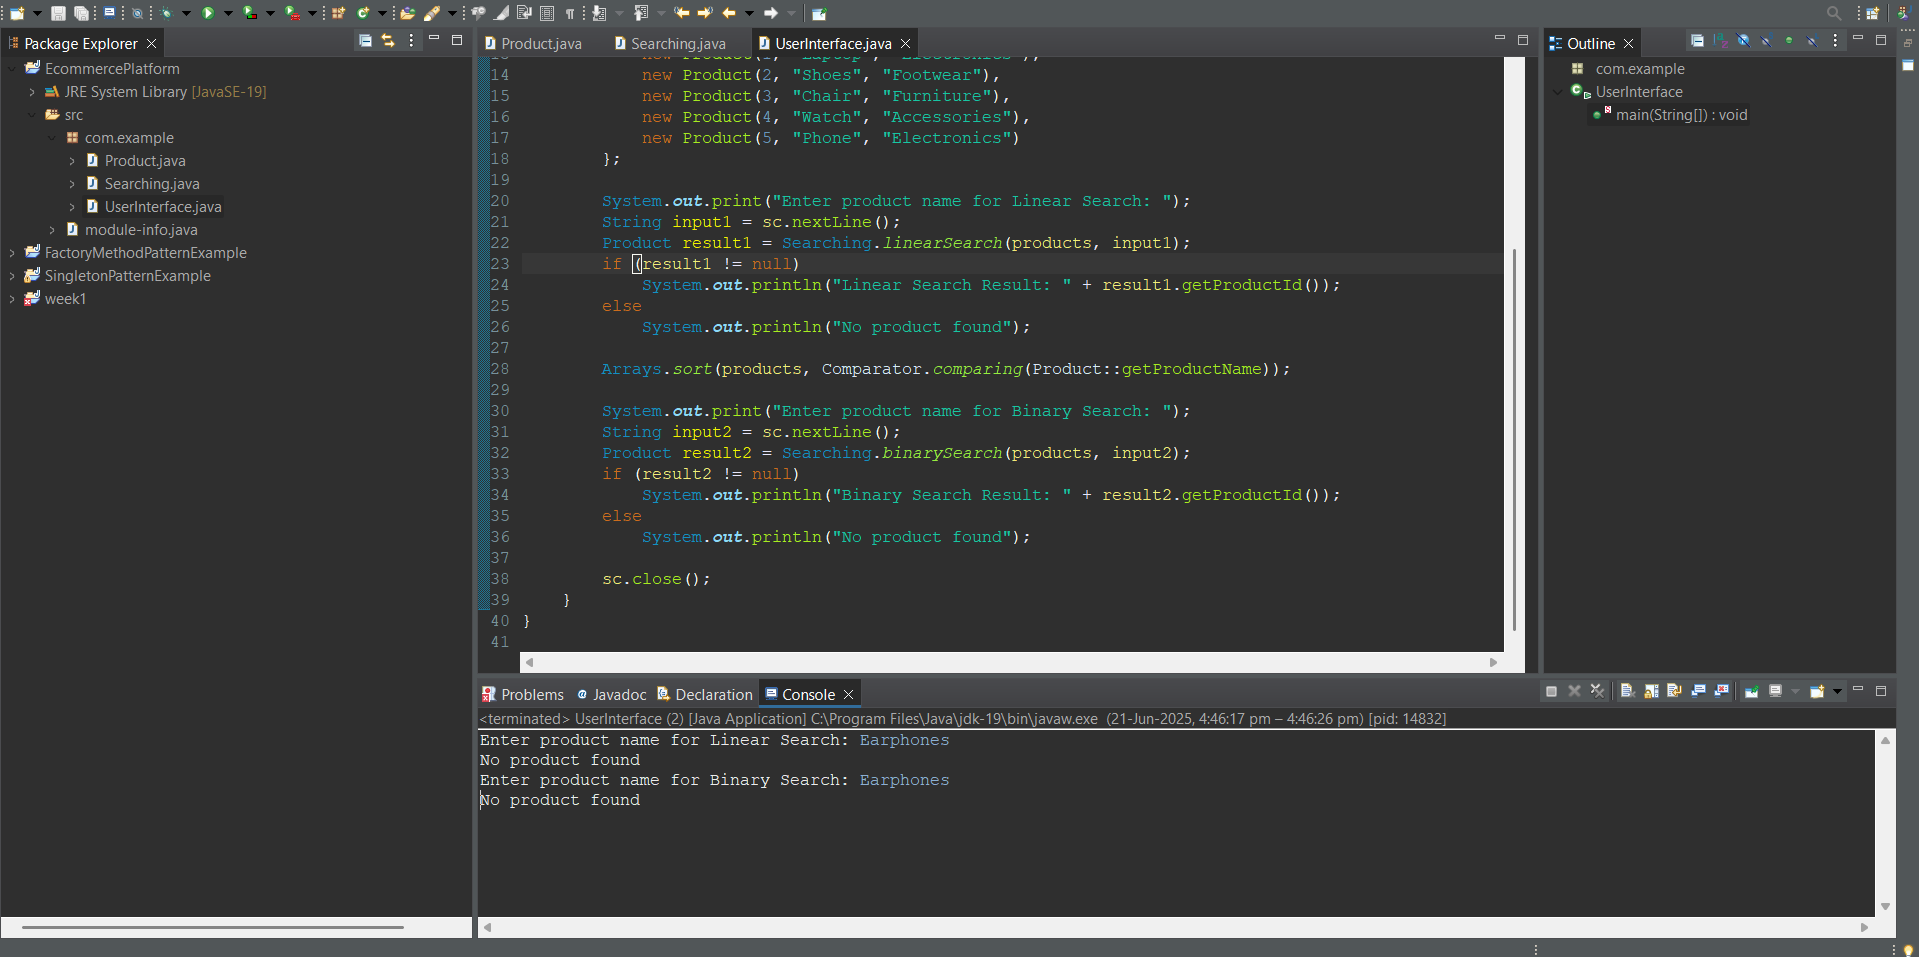 Package Explorer
EcommercePlatform
JRE System Library [JavaSE-19]
src
com.example
Product.java
Searching.java
UserInterface.java
module-info.java
FactoryMethodPatternExample
SingletonPatternExample
week1
Product.java Searching.java UserInterface.java
13 new Product(1, "Laptop", "Electronics"),
14 new Product(2, "Shoes", "Footwear"),
15 new Product(3, "Chair", "Furniture"),
16 new Product(4, "Watch", "Accessories"),
17 new Product(5, "Phone", "Electronics")
18 };
19
20 System.out.print("Enter product name for Linear Search: ");
21 String input1 = sc.nextLine();
22 Product result1 = Searching.linearSearch(products, input1);
23 if (result1 != null)
24 System.out.println("Linear Search Result: " + result1.getProductId());
25 else
26 System.out.println("No product found");
27
28 Arrays.sort(products, Comparator.comparing(Product::getProductName));
29
30 System.out.print("Enter product name for Binary Search: ");
31 String input2 = sc.nextLine();
32 Product result2 = Searching.binarySearch(products, input2);
33 if (result2 != null)
34 System.out.println("Binary Search Result: " + result2.getProductId());
35 else
36 System.out.println("No product found");
37
38 sc.close();
39 }
40 }
41
Outline
com.example
UserInterface
main(String[]) : void
Problems Javadoc Declaration Console
<terminated> UserInterface (2) [Java Application] C:\Program Files\Java\jdk-19\bin\javaw.exe (21-Jun-2025, 4:46:17 pm – 4:46:26 pm) [pid: 14832]
Enter product name for Linear Search: Earphones
No product found
Enter product name for Binary Search: Earphones
No product found